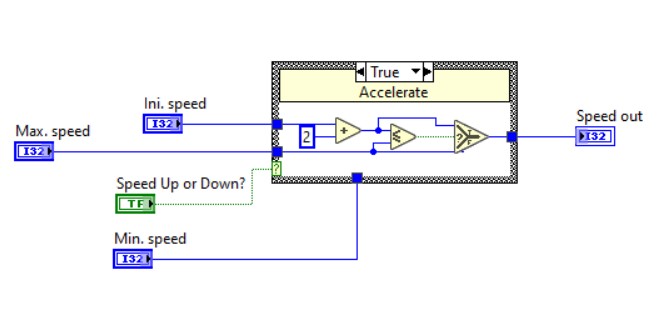 True
Accelerate
Ini. speed
I32
2
+
Speed out
I32
Max. speed
I32
?
T
F
?
Speed Up or Down?
TF
Min. speed
I32